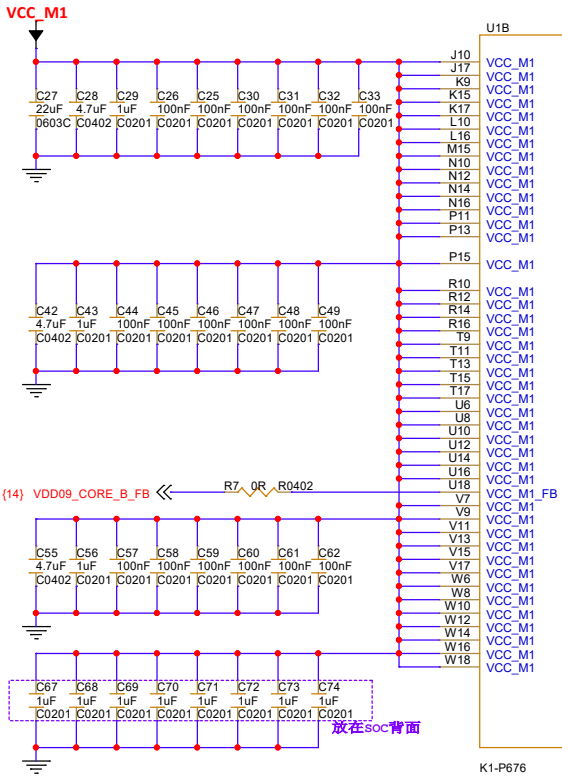 VCC_M1
U1B
C27 C28 C29 C26 C25 C30 C31 C32 C33
22uF 4.7uF 1uF 100nF 100nF 100nF 100nF 100nF 100nF
0603C C0402 C0201 C0201 C0201 C0201 C0201 C0201 C0201
J10 VCC_M1
J17 VCC_M1
K9 VCC_M1
K15 VCC_M1
K17 VCC_M1
L10 VCC_M1
L16 VCC_M1
M15 VCC_M1
N10 VCC_M1
N12 VCC_M1
N14 VCC_M1
N16 VCC_M1
P11 VCC_M1
P13 VCC_M1
P15 VCC_M1
C42 C43 C44 C45 C46 C47 C48 C49
4.7uF 1uF 100nF 100nF 100nF 100nF 100nF 100nF
C0402 C0201 C0201 C0201 C0201 C0201 C0201 C0201
R10 VCC_M1
R12 VCC_M1
R14 VCC_M1
R16 VCC_M1
T9 VCC_M1
T11 VCC_M1
T13 VCC_M1
T15 VCC_M1
T17 VCC_M1
U6 VCC_M1
U8 VCC_M1
U10 VCC_M1
U12 VCC_M1
U14 VCC_M1
U16 VCC_M1
{14} VDD09_CORE_B_FB R7 0R R0402 U18 VCC_M1_FB
V7 VCC_M1
V9 VCC_M1
V11 VCC_M1
V13 VCC_M1
V15 VCC_M1
V17 VCC_M1
W6 VCC_M1
W8 VCC_M1
W10 VCC_M1
W12 VCC_M1
W14 VCC_M1
W16 VCC_M1
W18 VCC_M1
C55 C56 C57 C58 C59 C60 C61 C62
4.7uF 1uF 100nF 100nF 100nF 100nF 100nF 100nF
C0402 C0201 C0201 C0201 C0201 C0201 C0201 C0201
C67 C68 C69 C70 C71 C72 C73 C74
1uF 1uF 1uF 1uF 1uF 1uF 1uF 1uF
C0201 C0201 C0201 C0201 C0201 C0201 C0201 C0201
放在SOC背面
K1-P676